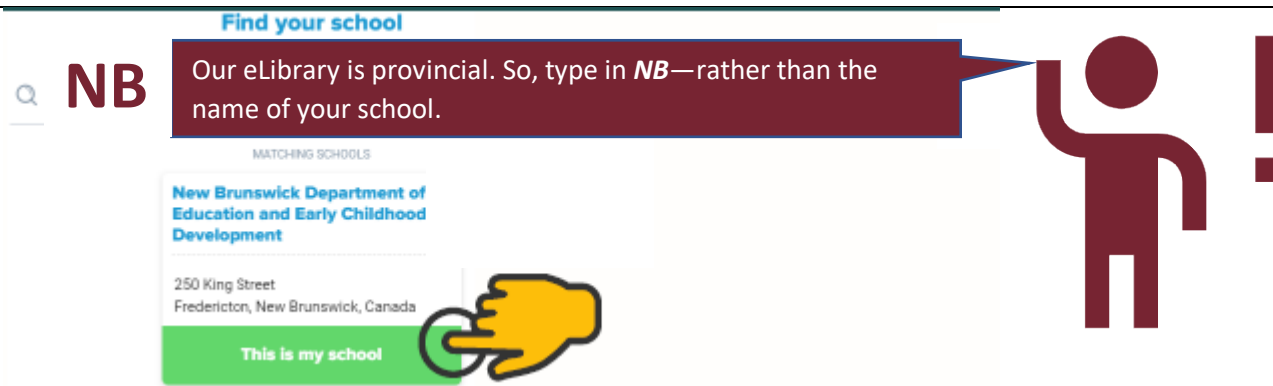 Find your school
NB
Our eLibrary is provincial. So, type in NB—rather than the
name of your school.
MATCHING SCHOOLS
New Brunswick Department of
Education and Early Childhood
Development
250 King Street
Fredericton, New Brunswick, Canada
This is my school